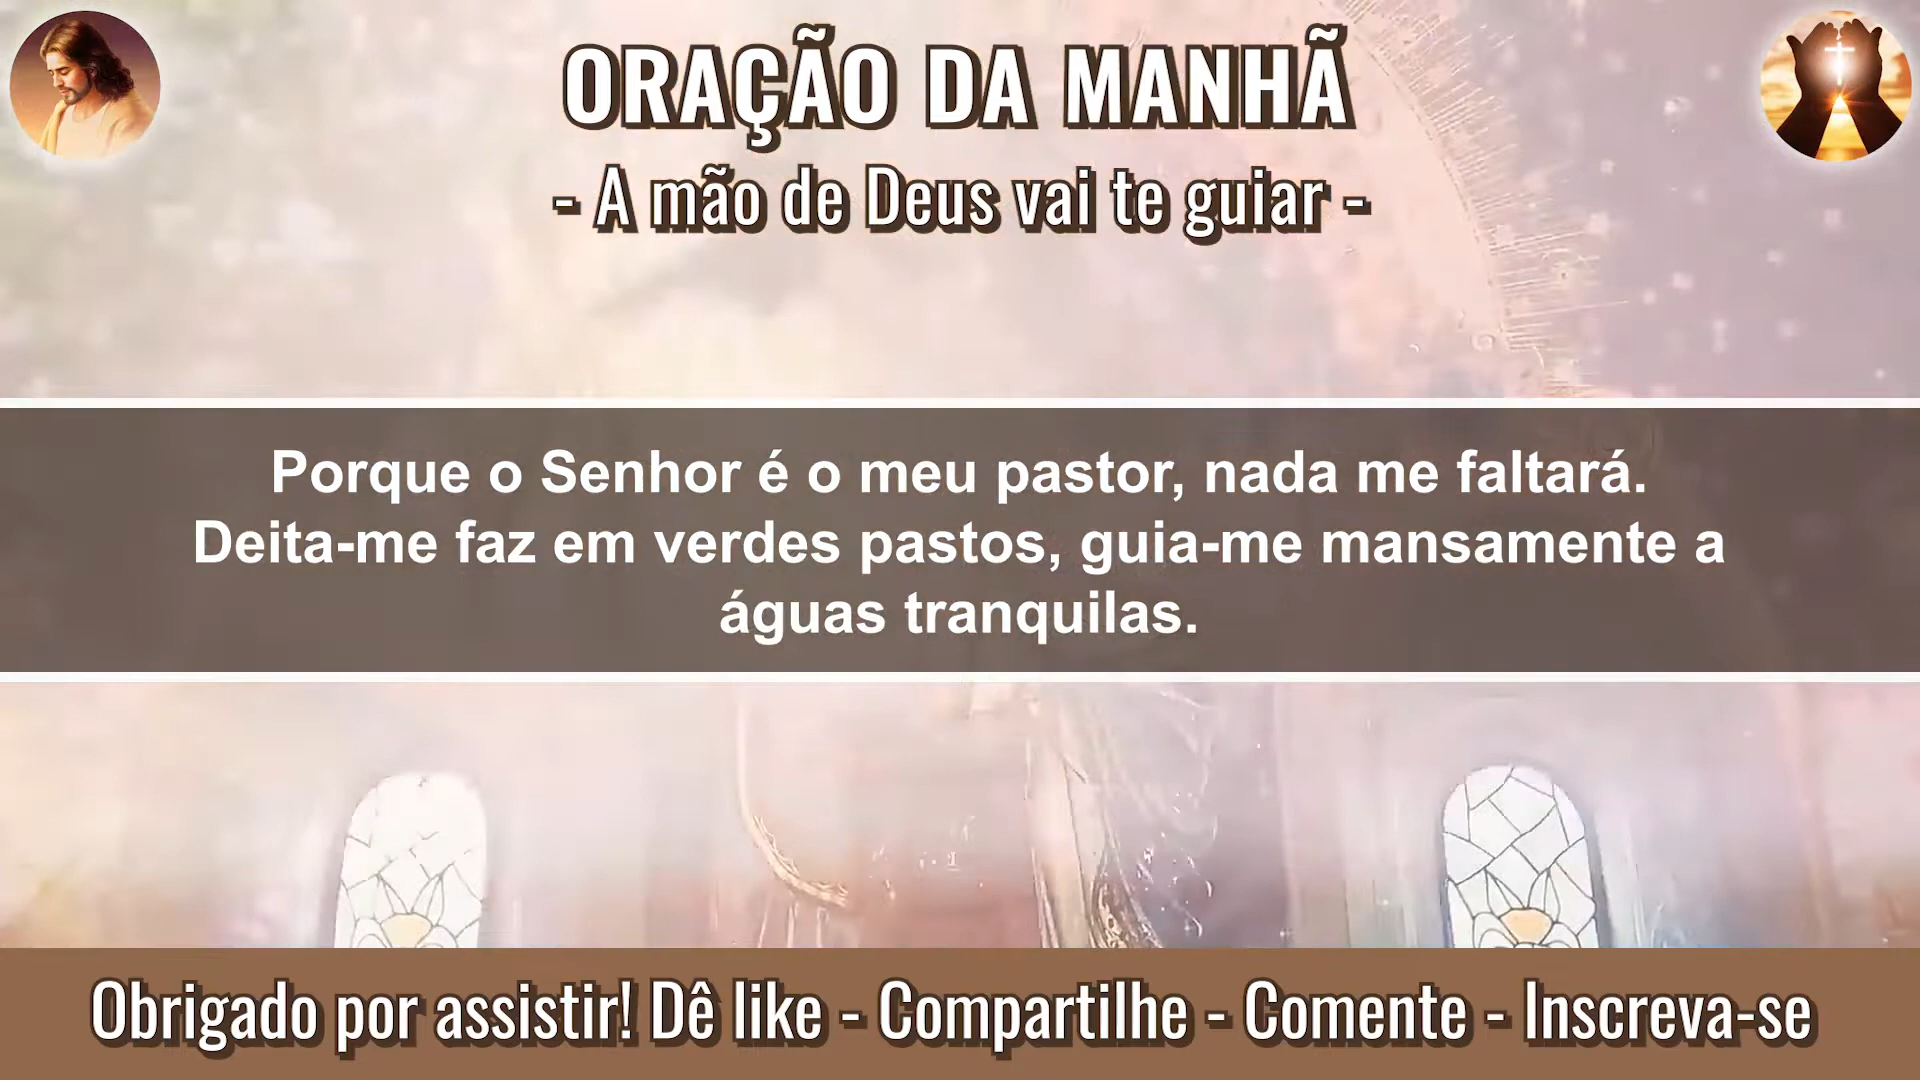 ORAÇÃO DA MANHÃ
- A mão de Deus vai te guiar -
Porque o Senhor é o meu pastor, nada me faltará.
Deita-me faz em verdes pastos, guia-me mansamente a
águas tranquilas.
Obrigado por assistir! Dê like - Compartilhe - Comente - Inscreva-se